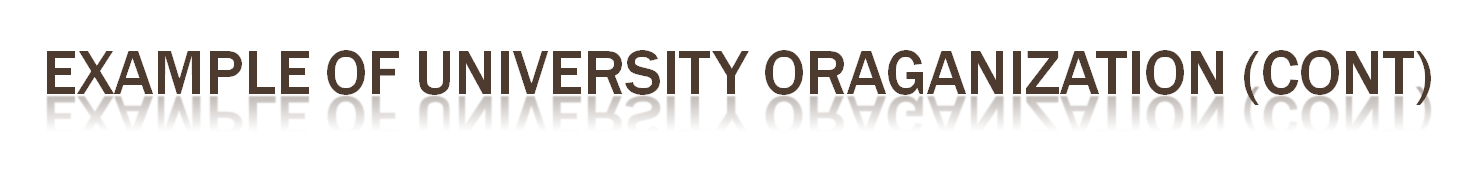 EXAMPLE OF UNIVERSITY ORAGANIZATION (CONT)